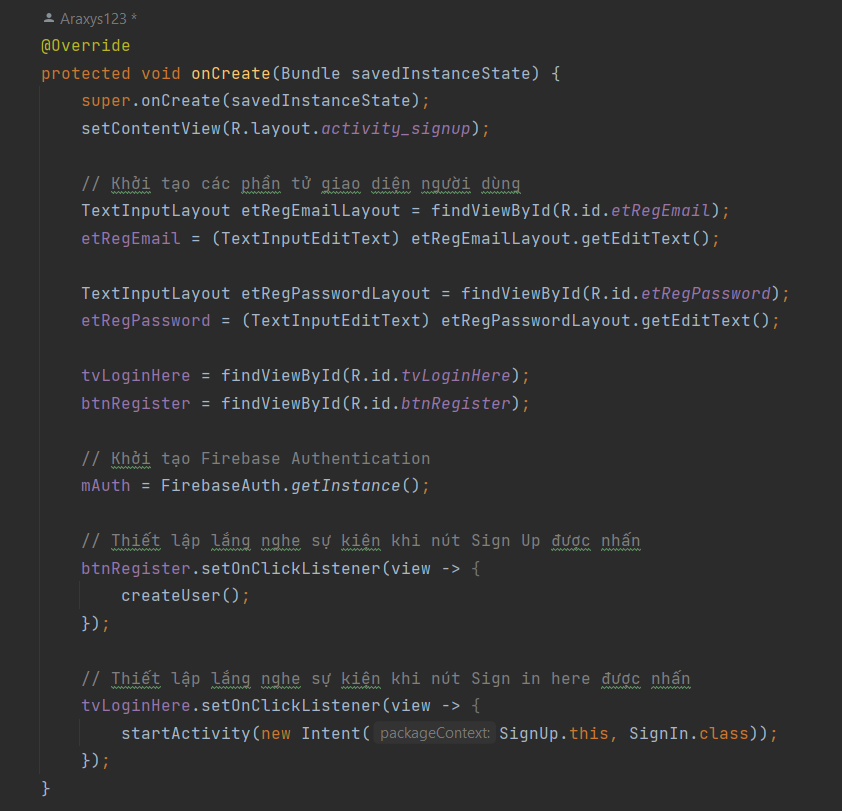 Araxys123 *
@Override
protected void onCreate(Bundle savedInstanceState) {
super.onCreate(savedInstanceState);
setContentView(R.layout.activity_signup);
// Khởi tạo các phần tử giao diện người dùng
TextInputLayout etRegEmailLayout = findViewById(R.id.etRegEmail);
etRegEmail = (TextInputEditText) etRegEmailLayout.getEditText();
TextInputLayout etRegPasswordLayout = findViewById(R.id.etRegPassword);
etRegPassword = (TextInputEditText) etRegPasswordLayout.getEditText();
tvLoginHere = findViewById(R.id.tvLoginHere);
btnRegister = findViewById(R.id.btnRegister);
// Khởi tạo Firebase Authentication
mAuth = FirebaseAuth.getInstance();
// Thiết lập lắng nghe sự kiện khi nút Sign Up được nhấn
btnRegister.setOnClickListener(view -> {
createUser();
});
// Thiết lập lắng nghe sự kiện khi nút Sign in here được nhấn
tvLoginHere.setOnClickListener(view -> {
startActivity(new Intent( packageContext: SignUp.this, SignIn.class));
});
}